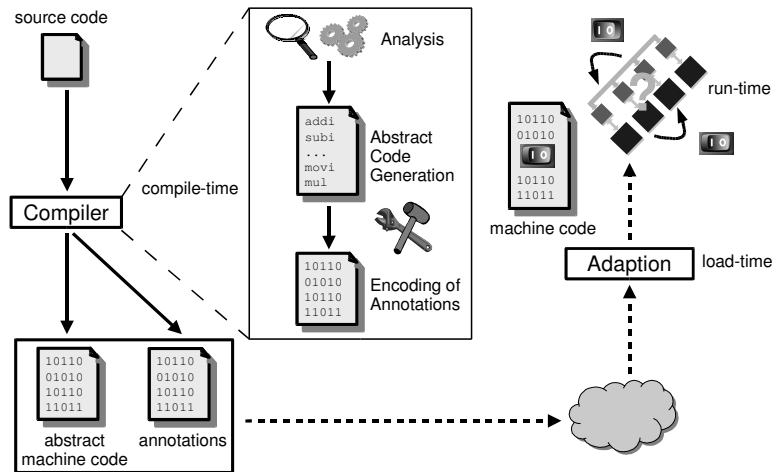 source code
Compiler
compile-time
10110
01010
10110
11011
abstract
machine code
10110
01010
10110
11011
annotations
Analysis
addi
subi
...
movi
mul
Abstract
Code
Generation
10110
01010
10110
11011
Encoding of
Annotations
I O
?
I O
run-time
10110
01010
I O
10110
11011
machine code
Adaption
load-time